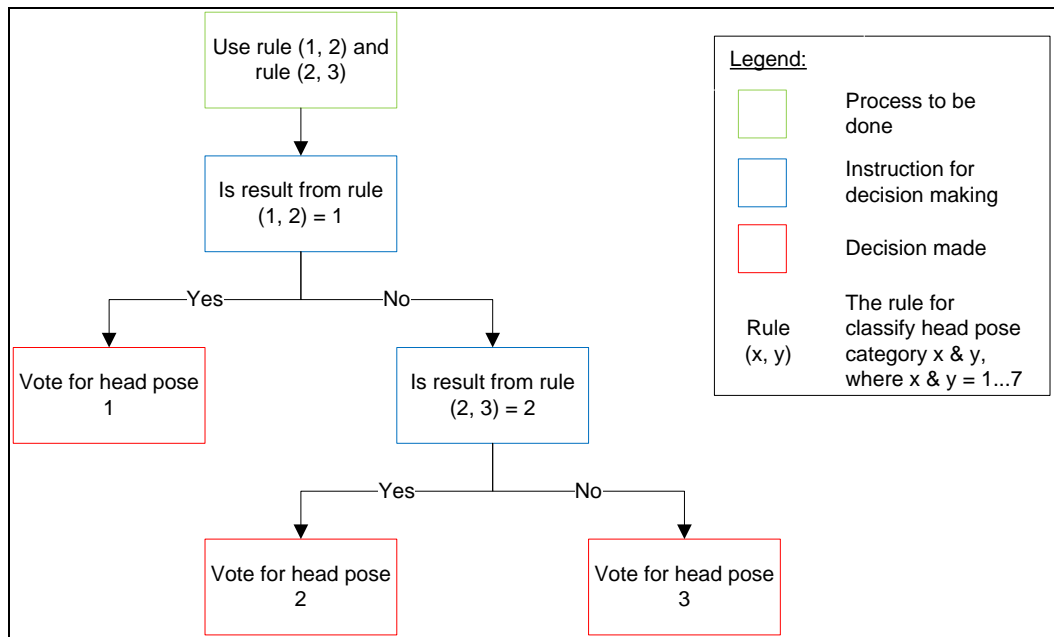 Use rule (1, 2) and
rule (2, 3)
Is result from rule
(1, 2) = 1
Yes
No
Vote for head pose
1
Is result from rule
(2, 3) = 2
Yes
No
Vote for head pose
2
Vote for head pose
3
Legend:
Process to be
done
Instruction for
decision making
Decision made
Rule
(x, y)
The rule for
classify head pose
category x & y,
where x & y = 1...7